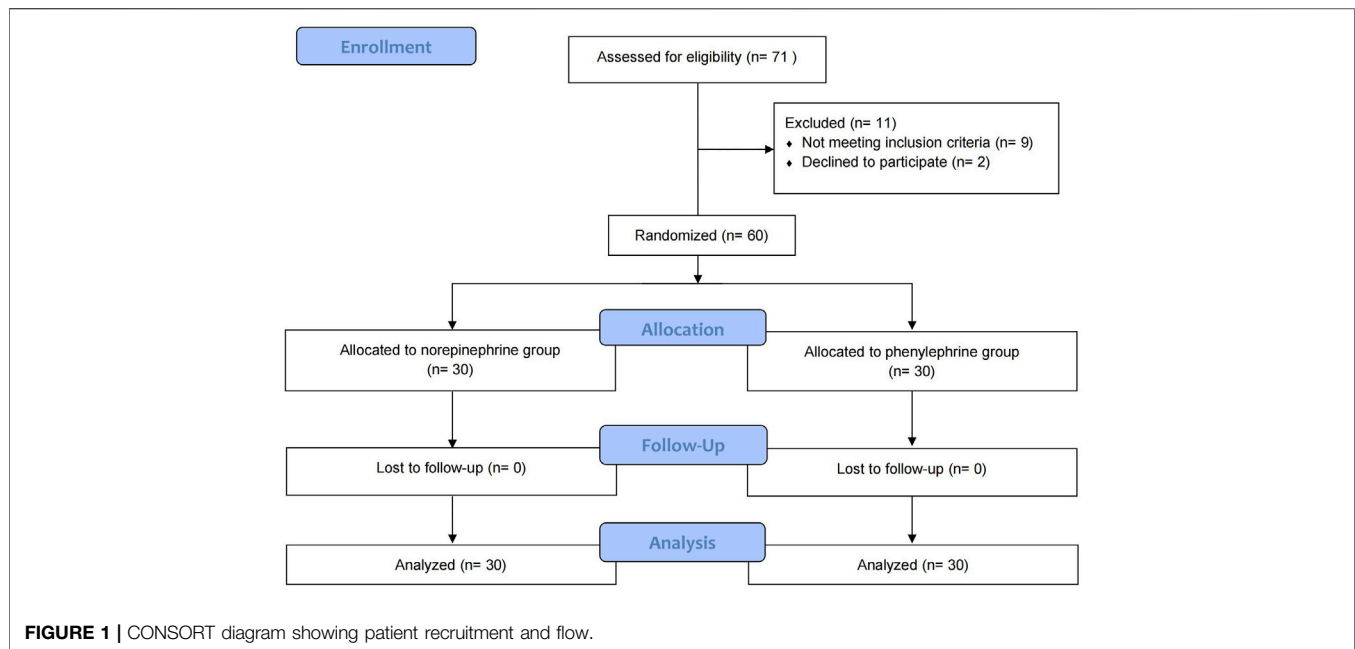 Enrollment
Assessed for eligibility (n= 71 )
Excluded (n= 11)
♦ Not meeting inclusion criteria (n= 9)
♦ Declined to participate (n= 2)
Randomized (n= 60)
Allocation
Allocated to norepinephrine group
(n= 30)
Allocated to phenylephrine group
(n= 30)
Follow-Up
Lost to follow-up (n= 0)
Lost to follow-up (n= 0)
Analysis
Analyzed (n= 30)
Analyzed (n= 30)
FIGURE 1 | CONSORT diagram showing patient recruitment and flow.